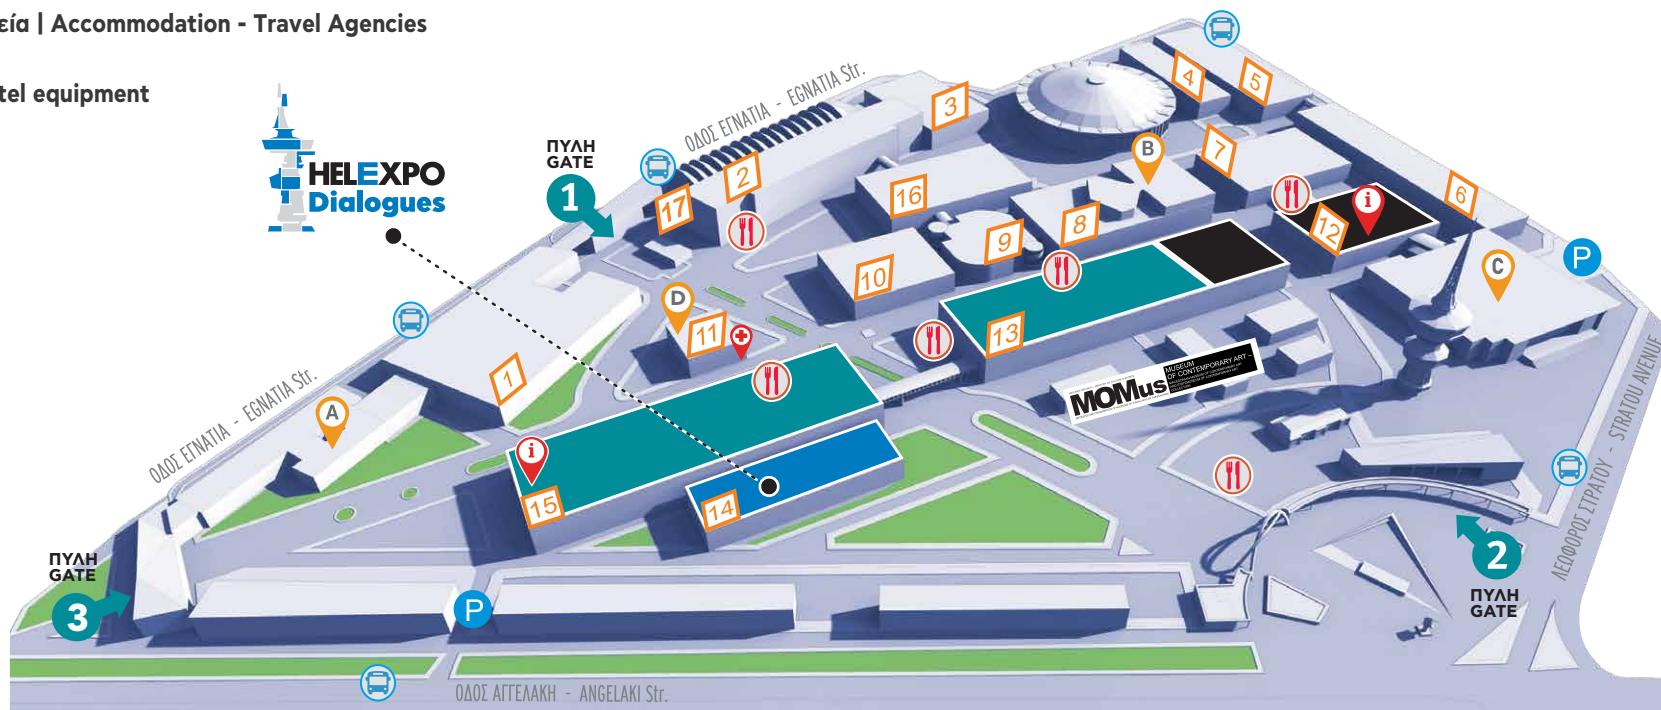 εία | Accommodation - Travel Agencies
tel equipment
HELEXPO
Dialogues
ΟΔΟΣ ΕΓΝΑΤΙΑ - EGNATIA Str.
ΠΥΛΗ
GATE
1
17
2
3
4
5
B
7
6
16
8
12
i
9
10
C
P
D
11
13
1
ΟΔΟΣ ΕΓΝΑΤΙΑ - EGNATIA Str.
A
MOMus
MUSEUM
OF CONTEMPORARY ART -
i
15
14
ΛΕΩΦΟΡΟΣ ΣΤΡΑΤΟΥ - STRATOU AVENUE
2
ΠΥΛΗ
GATE
ΠΥΛΗ
GATE
3
P
ΟΔΟΣ ΑΓΓΕΛΑΚΗ - ANGELAKI Str.